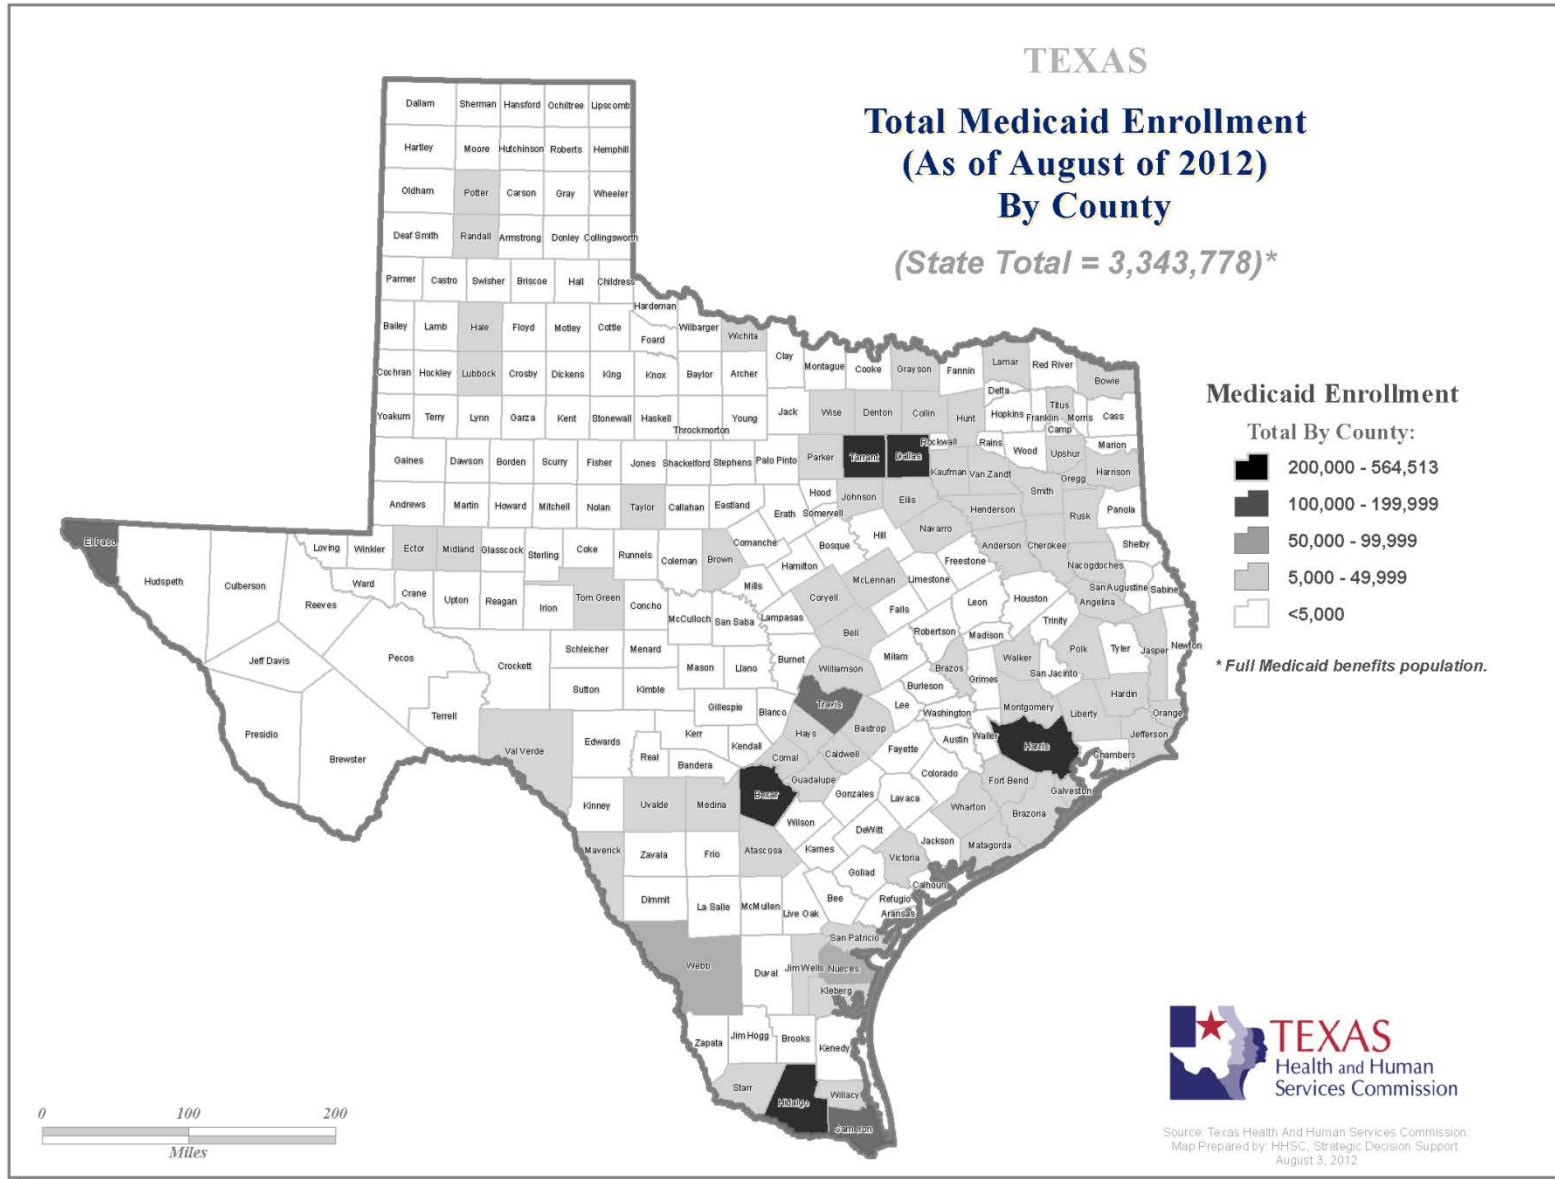 TEXAS
Total Medicaid Enrollment
(As of August of 2012)
By County
(State Total = 3,343,778)*
Dallam Sherman Hansford Ochiltree Lipscomb
Hartley Moore Hutchinson Roberts Hemphill
Oldham Potter Carson Gray Wheeler
Deaf Smith Randall Armstrong Donley Collingsworth
Parmer Castro Swisher Briscoe Hall Childress
Hardeman
Bailey Lamb Hale Floyd Motley Cottle Foard Wilbarger Wichita
Clay Montague Cooke Grayson Fannin Lamar Red River Bowie
Cochran Hockley Lubbock Crosby Dickens King Knox Baylor Archer
Delta Titus
Yoakum Terry Lynn Garza Kent Stonewall Haskell Throckmorton Young Jack Wise Denton Collin Hunt Hopkins Franklin Morris Cass
Camp
Gaines Dawson Borden Scurry Fisher Jones Shackelford Stephens Palo Pinto Parker Tarrant Dallas Rockwall Rains Wood Upshur Marion
Kaufman Van Zandt Gregg Harrison
Andrews Martin Howard Mitchell Nolan Taylor Callahan Eastland Erath Hood Somervell Johnson Ellis Henderson Smith Rusk Panola
El Paso Hudspeth Culberson Loving Winkler Ector Midland Glasscock Sterling Coke Runnels Coleman Brown Comanche Bosque Hill Navarro Anderson Cherokee Shelby
Hamilton Freestone Nacogdoches
Reeves Ward Crane Upton Reagan Irion Tom Green Concho Mills Coryell McLennan Limestone Leon Houston San Augustine Sabine
Angelina
McCulloch San Saba Lampasas Falls Trinity
Jeff Davis Pecos Crockett Schleicher Menard Mason Llano Burnet Bell Robertson Madison Walker Polk Tyler Jasper Newton
Williamson Milam Brazos Grimes San Jacinto
Sutton Kimble Burleson
Presidio Brewster Terrell Gillespie Blanco Travis Lee Washington Montgomery Liberty Hardin Orange
Val Verde Edwards Real Kerr Kendall Hays Bastrop Fayette Austin Waller Harris Chambers Jefferson
Bandera Comal Caldwell
Guadalupe Colorado Fort Bend Galveston
Kinney Uvalde Medina Bexar Wilson Gonzales Lavaca Wharton Brazoria
Maverick Zavala Frio Atascosa Karnes DeWitt Victoria Jackson Matagorda
Goliad Calhoun
Dimmit La Salle McMullen Live Oak Bee Refugio
Aransas
San Patricio
Webb Duval Jim Wells Nueces
Kleberg
Zapata Jim Hogg Brooks Kenedy
Starr Hidalgo Willacy
Cameron
Medicaid Enrollment
Total By County:
200,000 - 564,513
100,000 - 199,999
50,000 - 99,999
5,000 - 49,999
<5,000
* Full Medicaid benefits population.
0 100 200
Miles
TEXAS
Health and Human
Services Commission
Source: Texas Health And Human Services Commission.
Map Prepared by: HHSC, Strategic Decision Support
August 3, 2012